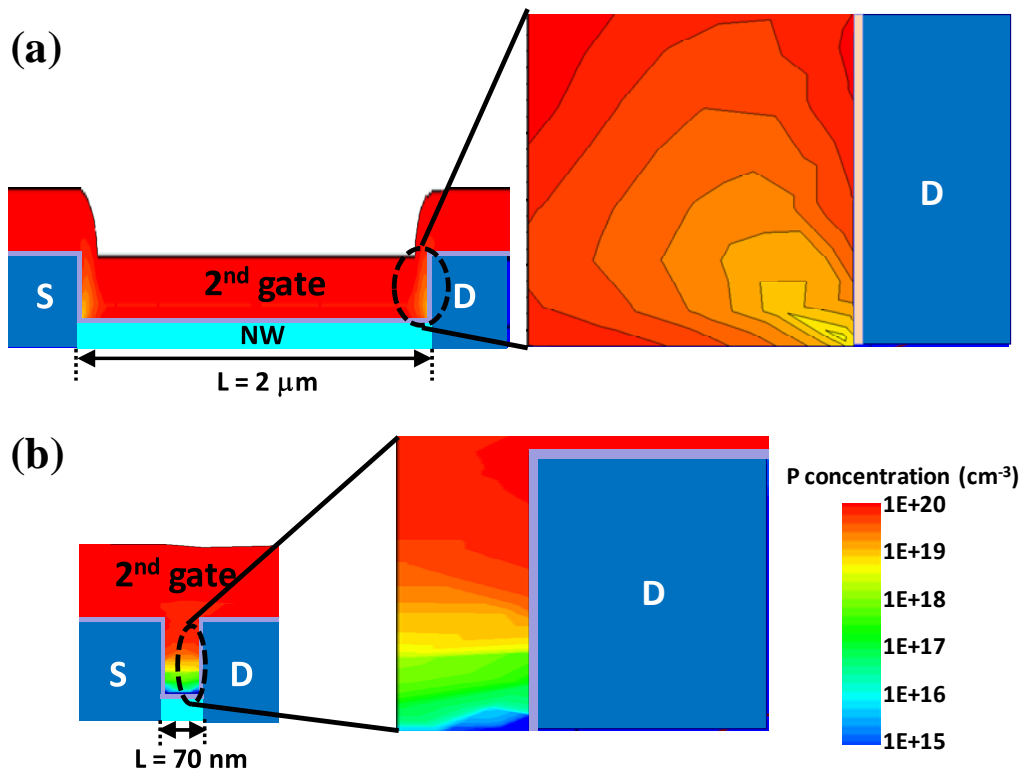 (a)
D
S
2nd gate
D
NW
L = 2 μm
(b)
P concentration (cm-3)
1E+20
1E+19
1E+18
1E+17
1E+16
1E+15
2nd gate
D
S
D
L = 70 nm